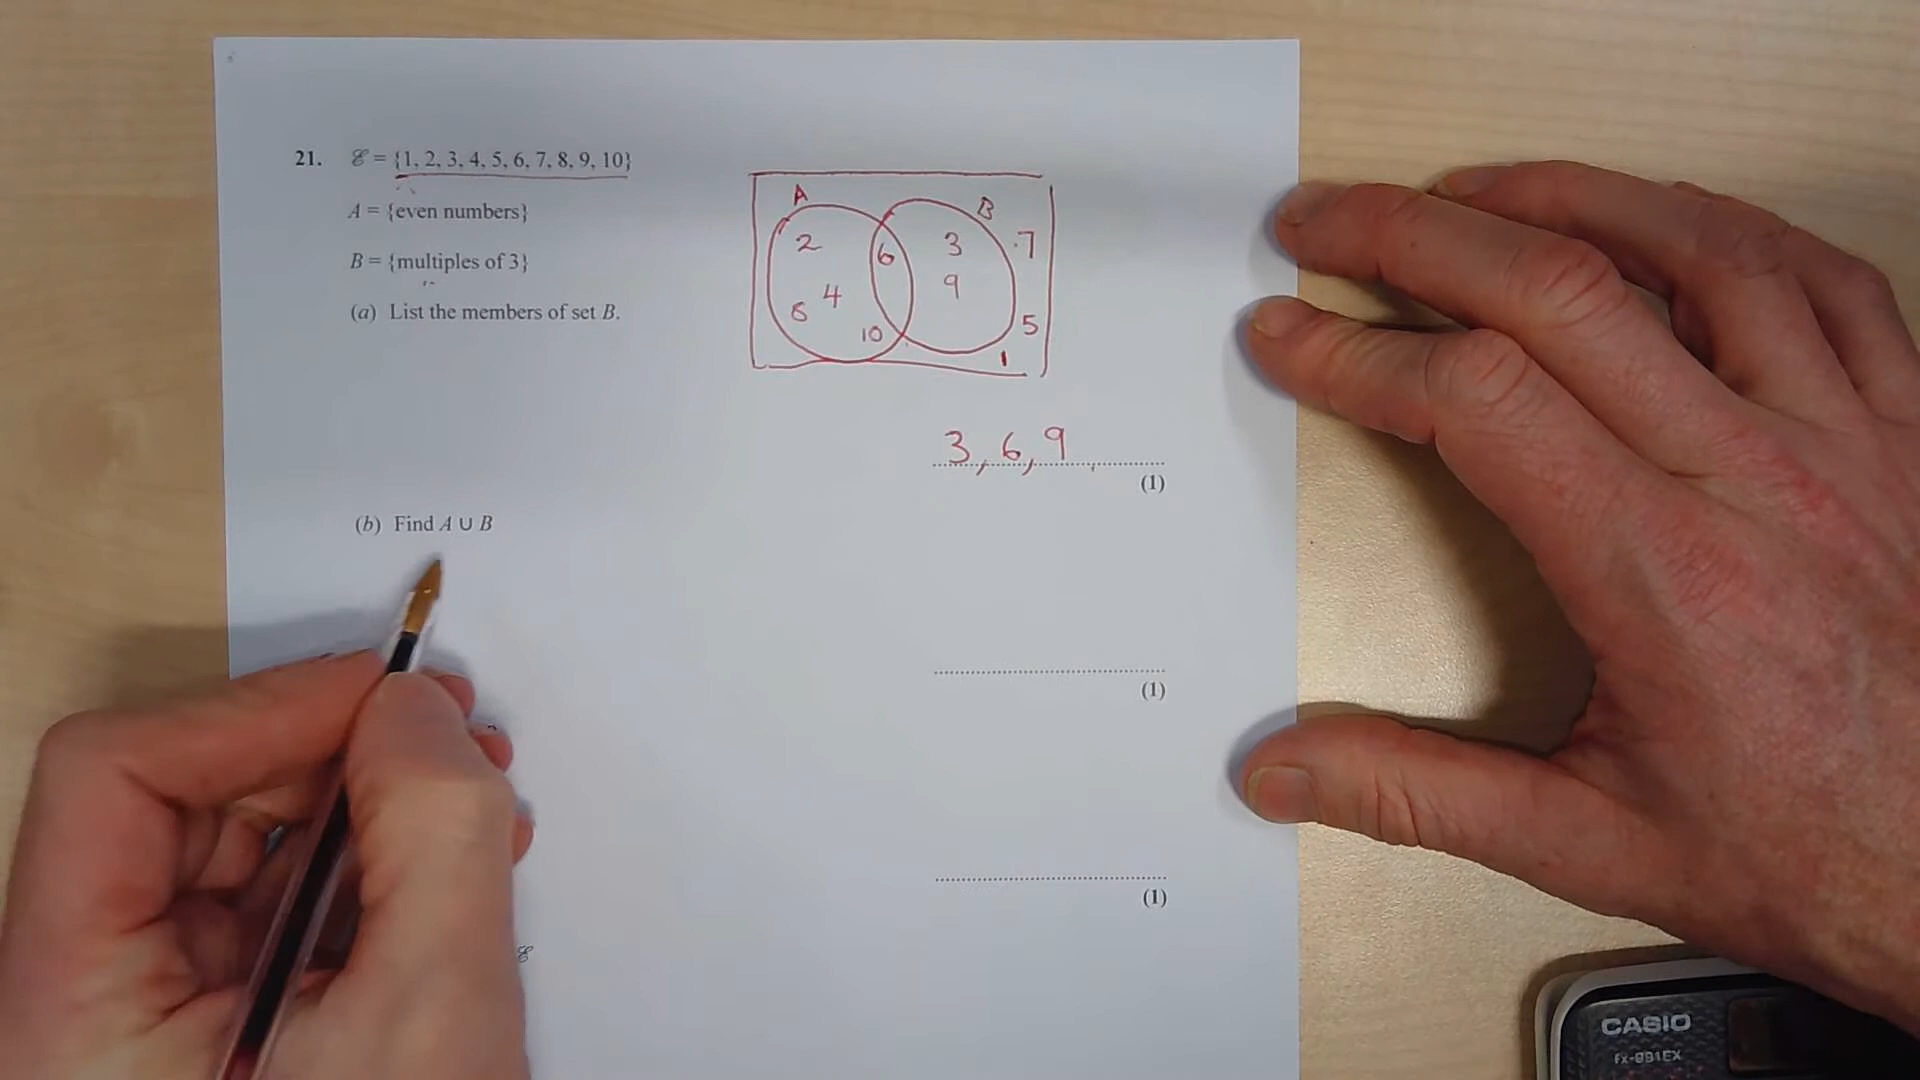 21. ℰ = {1, 2, 3, 4, 5, 6, 7, 8, 9, 10}
A = {even numbers}
B = {multiples of 3}
(a) List the members of set B.
A B
2 6 3 7
4 9
8 10 5
1
3, 6, 9
(1)
(b) Find A ∪ B
(1)
(1)
ℰ
CASIO
fx-991EX